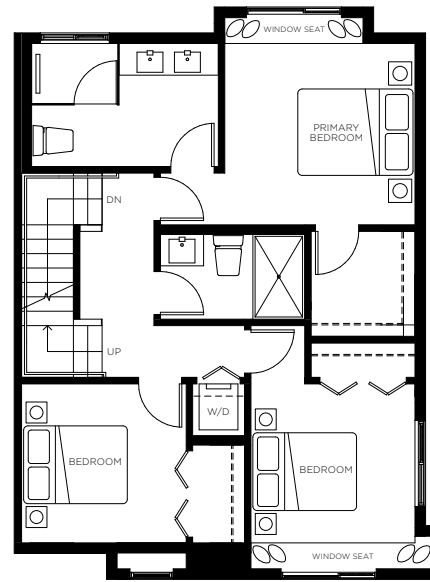 WINDOW SEAT
PRIMARY
BEDROOM
DN
UP
W/D
BEDROOM
BEDROOM
WINDOW SEAT